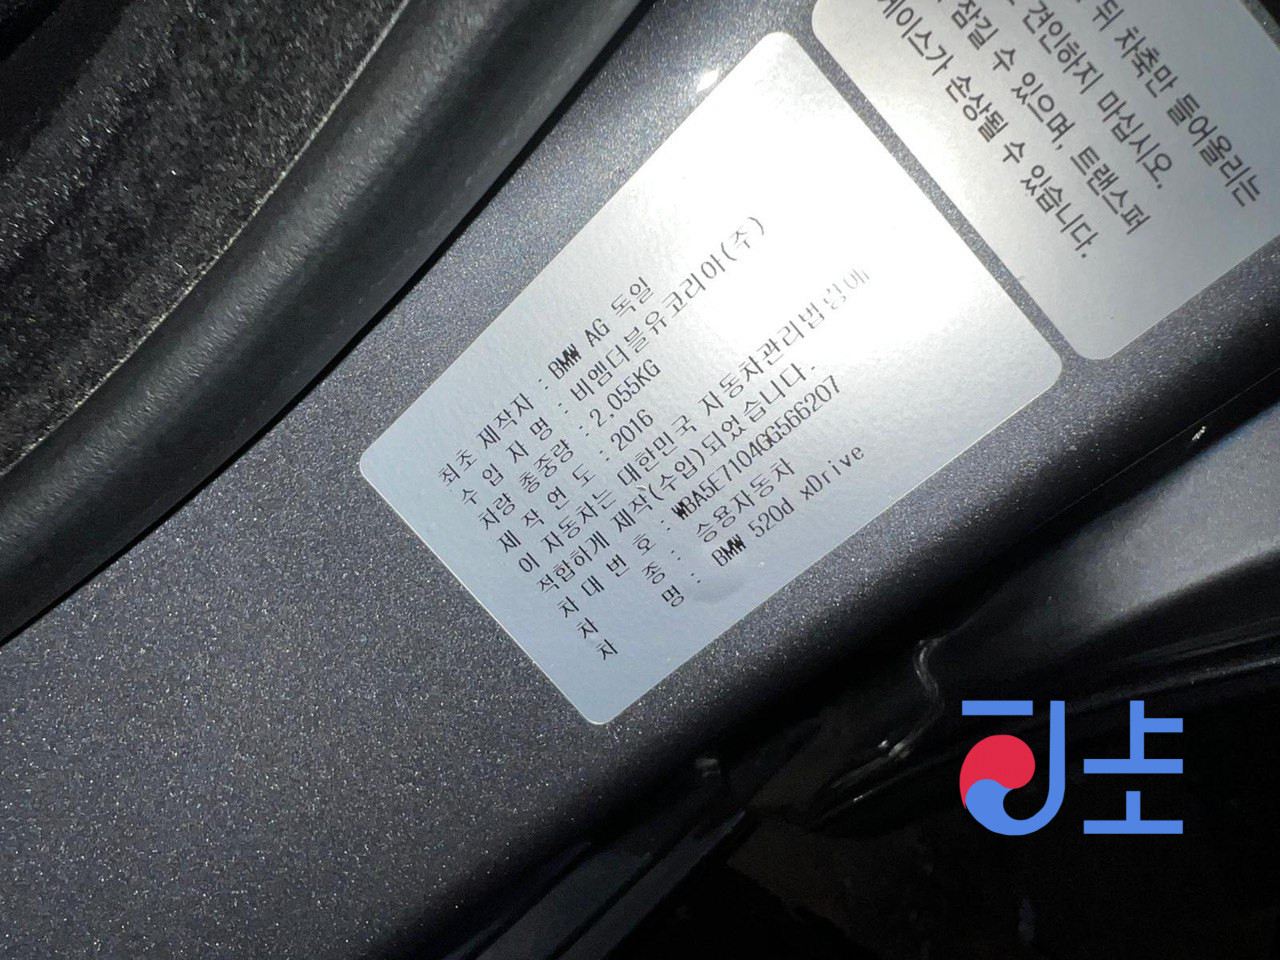 최초 제작자 : BMW AG 독일
수 입 자 명 : 비엠더블유코리아(주)
차량 총중량 : 2,055KG
제 작 연 도 : 2016
이 자동차는 대한민국 자동차관리법령에
적합하게 제작(수입)되었습니다.
차 대 번 호 : WBA5E7104GG566207
차 종 : 승용자동차
차 명 : BMW 520d xDrive
뒤 차축만 들어올리는
견인하지 마십시오.
잠길 수 있으며, 트랜스퍼
케이스가 손상될 수 있습니다.